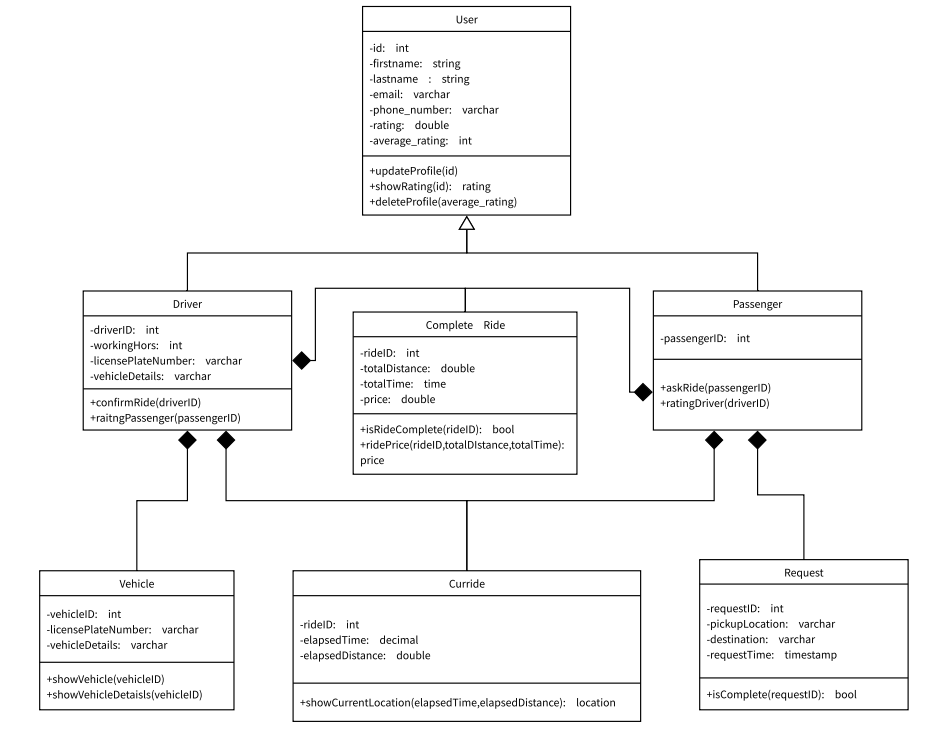 User
-id: int
-firstname: string
-lastname : string
-email: varchar
-phone_number: varchar
-rating: double
-average_rating: int
+updateProfile(id)
+showRating(id): rating
+deleteProfile(average_rating)
Driver
-driverID: int
-workingHors: int
-licensePlateNumber: varchar
-vehicleDetails: varchar
+confirmRide(driverID)
+raitngPassenger(passengerID)
Complete Ride
-rideID: int
-totalDistance: double
-totalTime: time
-price: double
+isRideComplete(rideID): bool
+ridePrice(rideID,totalDIstance,totalTime):
price
Passenger
-passengerID: int
+askRide(passengerID)
+ratingDriver(driverID)
Vehicle
-vehicleID: int
-licensePlateNumber: varchar
-vehicleDetails: varchar
+showVehicle(vehicleID)
+showVehicleDetaisls(vehicleID)
Curride
-rideID: int
-elapsedTime: decimal
-elapsedDistance: double
+showCurrentLocation(elapsedTime,elapsedDistance): location
Request
-requestID: int
-pickupLocation: varchar
-destination: varchar
-requestTime: timestamp
+isComplete(requestID): bool